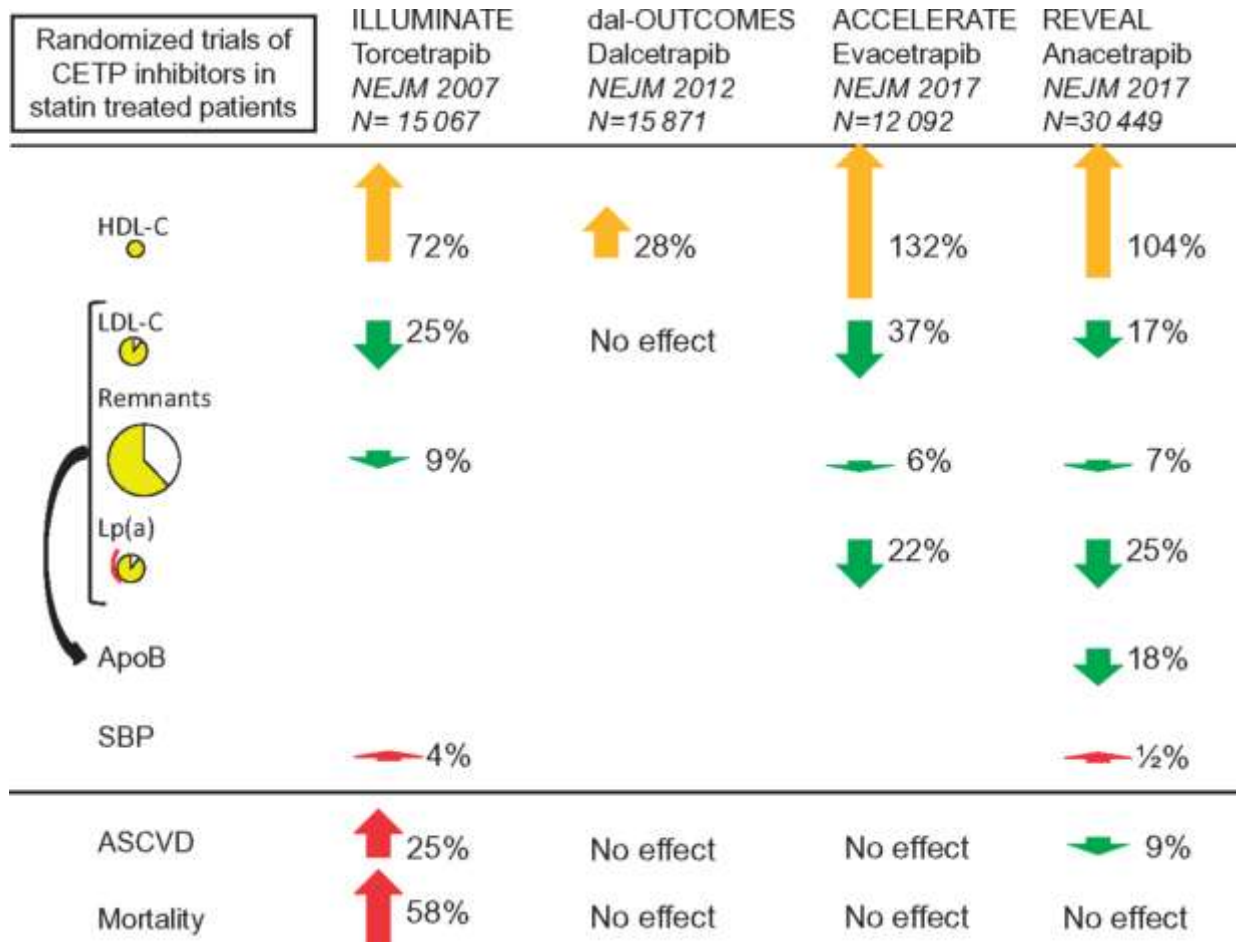 Randomized trials of
CETP inhibitors in
statin treated patients
ILLUMINATE
Torcetrapib
NEJM 2007
N= 15 067
dal-OUTCOMES
Dalcetrapib
NEJM 2012
N=15 871
ACCELERATE
Evacetrapib
NEJM 2017
N=12 092
REVEAL
Anacetrapib
NEJM 2017
N=30 449
HDL-C 72% 28% 132% 104%
LDL-C 25% No effect 37% 17%
Remnants 9% 6% 7%
Lp(a) 22% 25%
ApoB 18%
SBP 4% ½%
ASCVD 25% No effect No effect 9%
Mortality 58% No effect No effect No effect